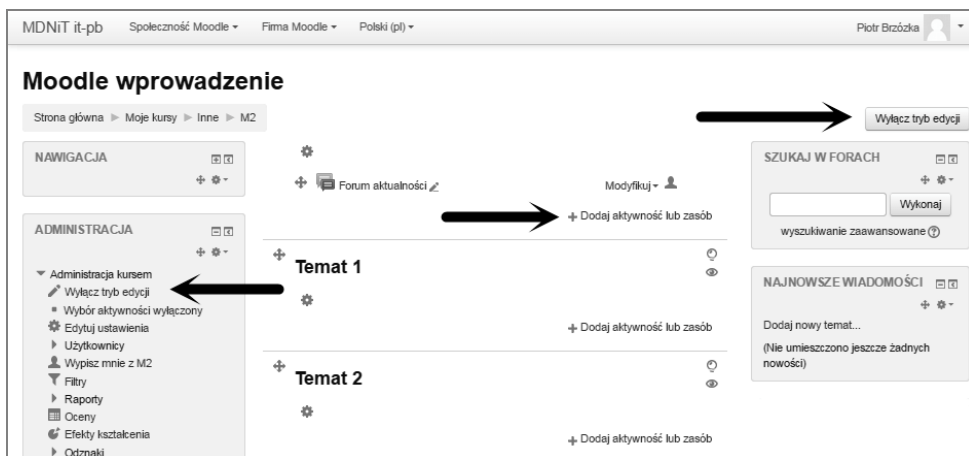 MDNiT it-pb Społeczność Moodle Firma Moodle Polski (pl) Piotr Brzózka
Moodle wprowadzenie
Strona główna Moje kursy Inne M2
Wyłącz tryb edycji
NAWIGACJA
ADMINISTRACJA
Administracja kursem
Wyłącz tryb edycji
Wybór aktywności wyłączony
Edytuj ustawienia
Użytkownicy
Wypisz mnie z M2
Filtry
Raporty
Oceny
Efekty kształcenia
Odznaki
Forum aktualności Modyfikuj
Dodaj aktywność lub zasób
Temat 1
Dodaj aktywność lub zasób
Temat 2
Dodaj aktywność lub zasób
SZUKAJ W FORACH
Wykonaj
wyszukiwanie zaawansowane
NAJNOWSZE WIADOMOŚCI
Dodaj nowy temat...
(Nie umieszczono jeszcze żadnych
nowości)